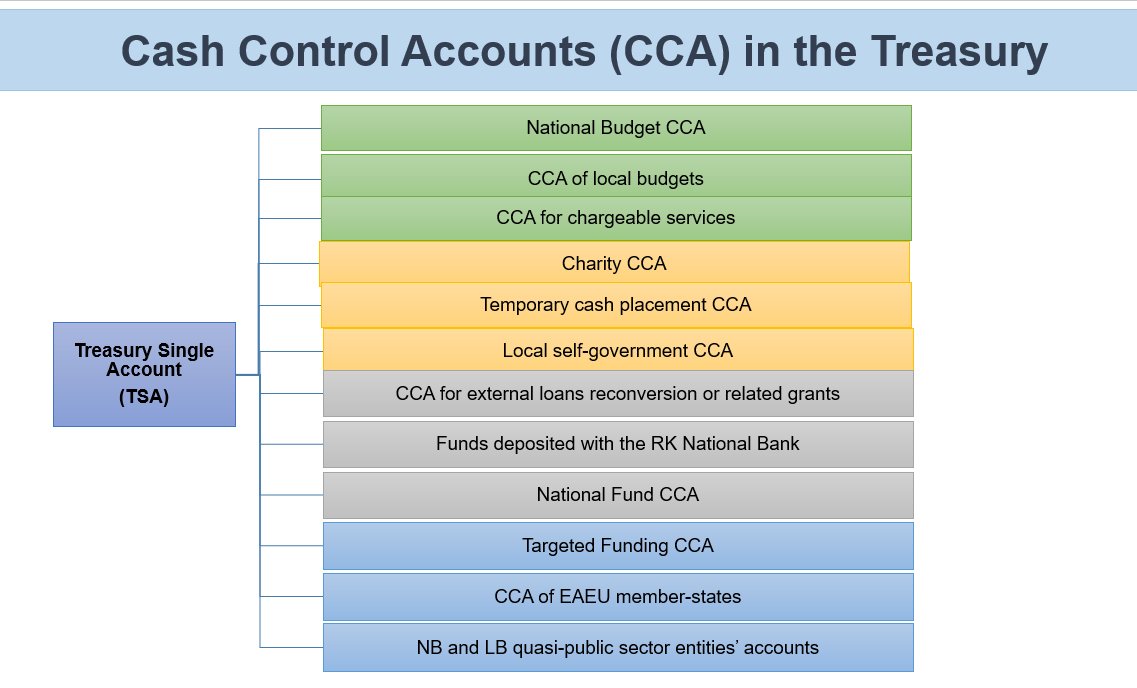 Cash Control Accounts (CCA) in the Treasury
Treasury Single
Account
(TSA)
National Budget CCA
CCA of local budgets
CCA for chargeable services
Charity CCA
Temporary cash placement CCA
Local self-government CCA
CCA for external loans reconversion or related grants
Funds deposited with the RK National Bank
National Fund CCA
Targeted Funding CCA
CCA of EAEU member-states
NB and LB quasi-public sector entities’ accounts